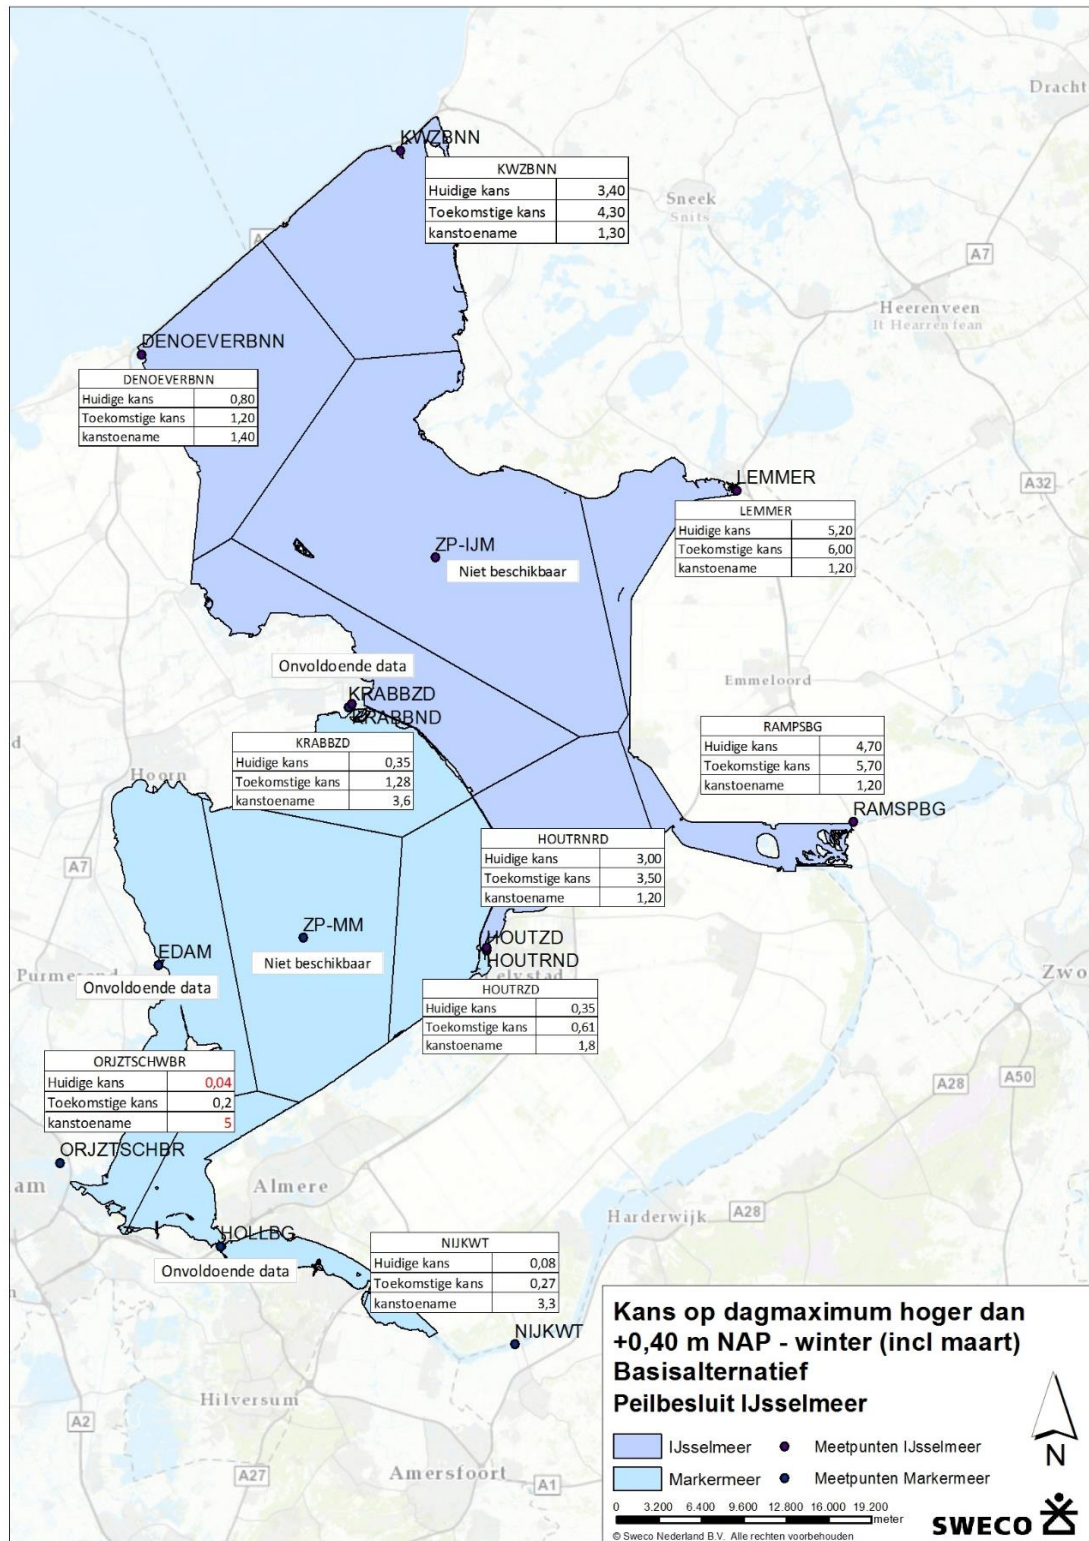 Dracht
KWZBNN
KWZBNN
Huidige kans 3,40
Toekomstige kans 4,30
kanstoename 1,30
Sneek
Snits
A7
Heerenveen
It Hearrenfean
DENOEVERBNN
DENOEVERBNN
Huidige kans 0,80
Toekomstige kans 1,20
kanstoename 1,40
A32
LEMMER
LEMMER
Huidige kans 5,20
Toekomstige kans 6,00
kanstoename 1,20
ZP-IJM
Niet beschikbaar
Onvoldoende data
KRABBZD
KRABBND
Emmeloord
KRABBZD
Huidige kans 0,35
Toekomstige kans 1,28
kanstoename 3,6
RAMPSBG
Huidige kans 4,70
Toekomstige kans 5,70
kanstoename 1,20
RAMSPBG
Hoorn
A7
HOUTRNRD
Huidige kans 3,00
Toekomstige kans 3,50
kanstoename 1,20
ZP-MM
Niet beschikbaar
EDAM
Onvoldoende data
Purmerend
HOUTZD
HOUTRND
elystad
Zwo
HOUTRZD
Huidige kans 0,35
Toekomstige kans 0,61
kanstoename 1,8
ORJZTSCHWBR
Huidige kans 0,04
Toekomstige kans 0,2
kanstoename 5
A28
A50
ORJZTSCHBR
am
Almere
Harderwijk
A28
HOLLBG
Onvoldoende data
NIJKWT
Huidige kans 0,08
Toekomstige kans 0,27
kanstoename 3,3
NIJKWT
Hilversum
A2
A27
Amersfoort
A1
Kans op dagmaximum hoger dan
+0,40 m NAP - winter (incl maart)
Basisalternatief
Peilbesluit IJsselmeer
IJsselmeer Meetpunten IJsselmeer
Markermeer Meetpunten Markermeer
N
0 3.200 6.400 9.600 12.800 16.000 19.200
meter
© Sweco Nederland B.V. Alle rechten voorbehouden
SWECO